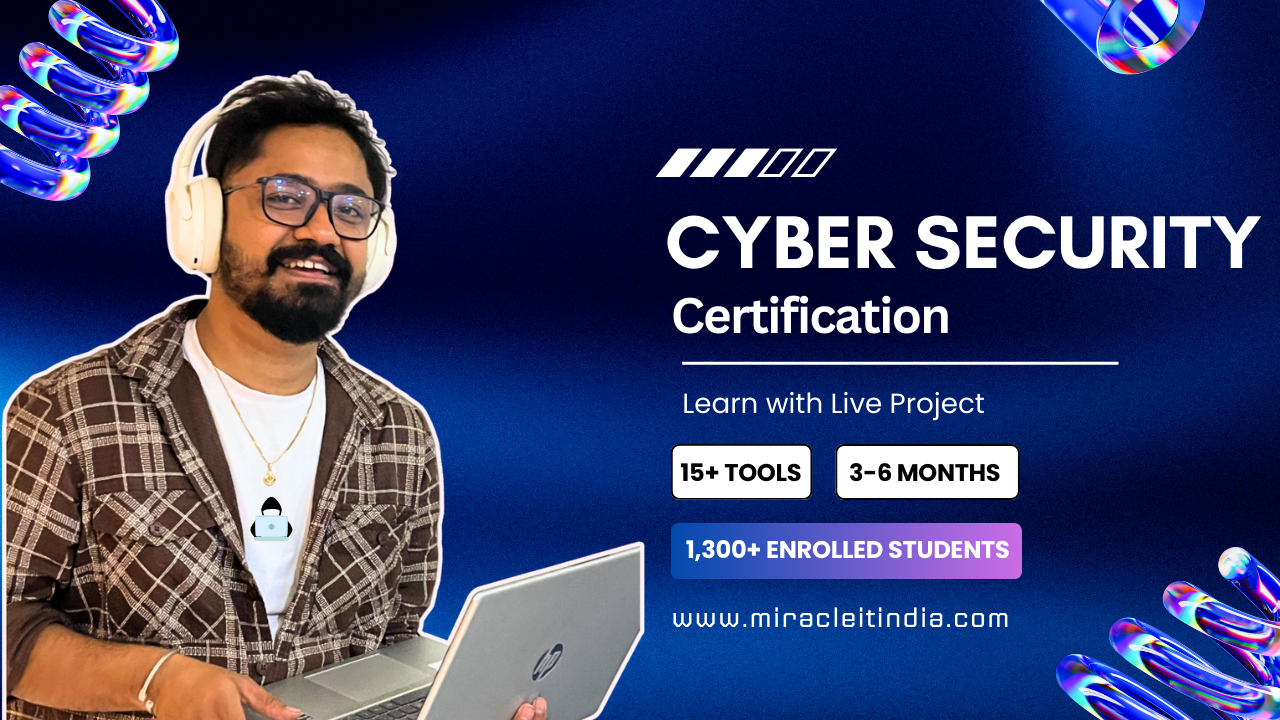 CYBER SECURITY
Certification
Learn with Live Project
15+ TOOLS
3-6 MONTHS
1,300+ ENROLLED STUDENTS
www.miracleitindia.com
hp